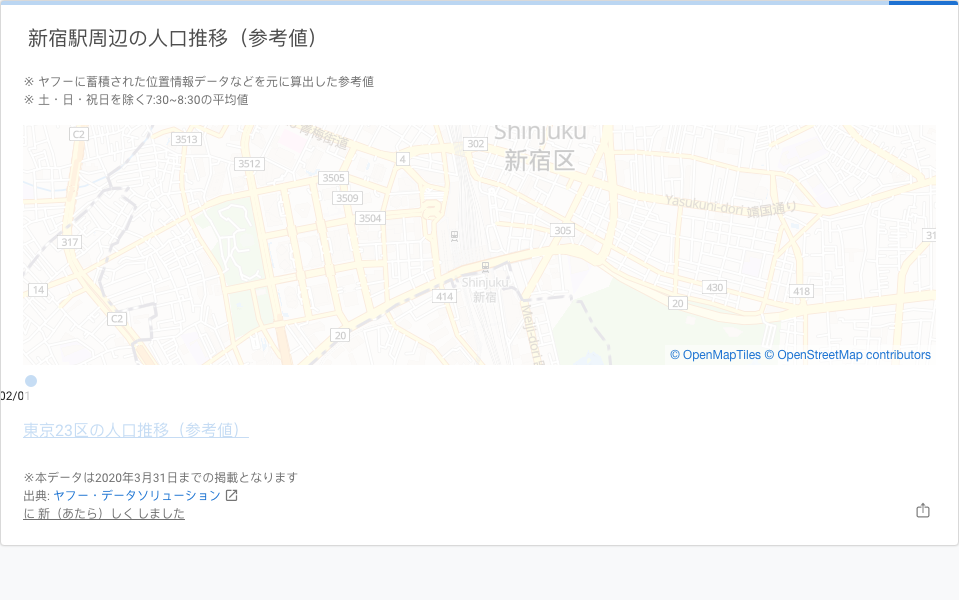 新宿駅周辺の人口推移（参考値）
※ ヤフーに蓄積された位置情報データなどを元に算出した参考値
※ 土・日・祝日を除く7:30~8:30の平均値
Shinjuku
新宿区
青梅街道
C2
3513
302
4
3512
3505
3509
3504
Yasukuni-dori 靖国通り
305
317
31
Shinjuku
新宿
14
414
430
418
20
C2
20
Meiji-dori
© OpenMapTiles © OpenStreetMap contributors
02/01
東京23区の人口推移（参考値）
※本データは2020年3月31日までの掲載となります
出典: ヤフー・データソリューション
に 新（あたら）しく しました